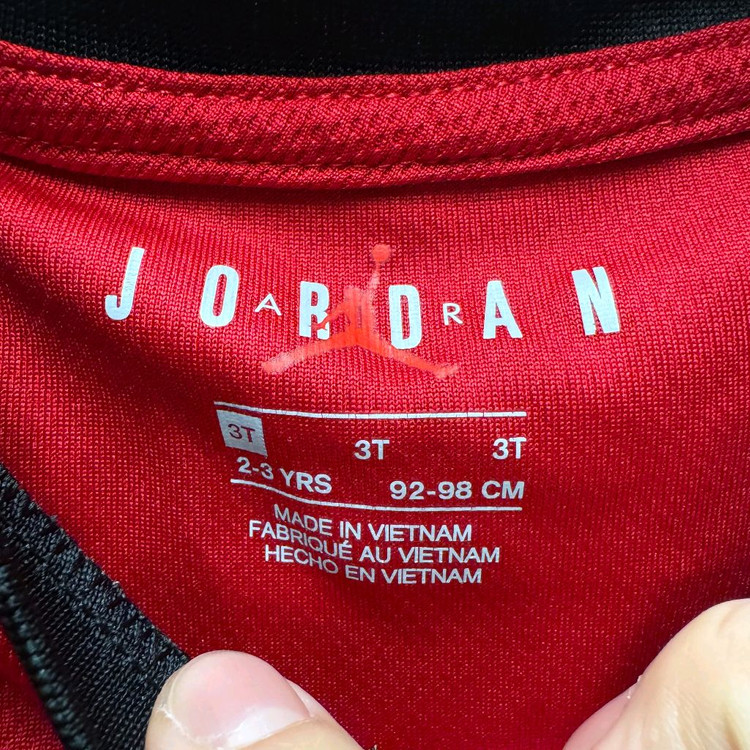 JORDAN
AIR
3T 3T 3T
2-3 YRS 92-98 CM
MADE IN VIETNAM
FABRIQUÉ AU VIETNAM
HECHO EN VIETNAM